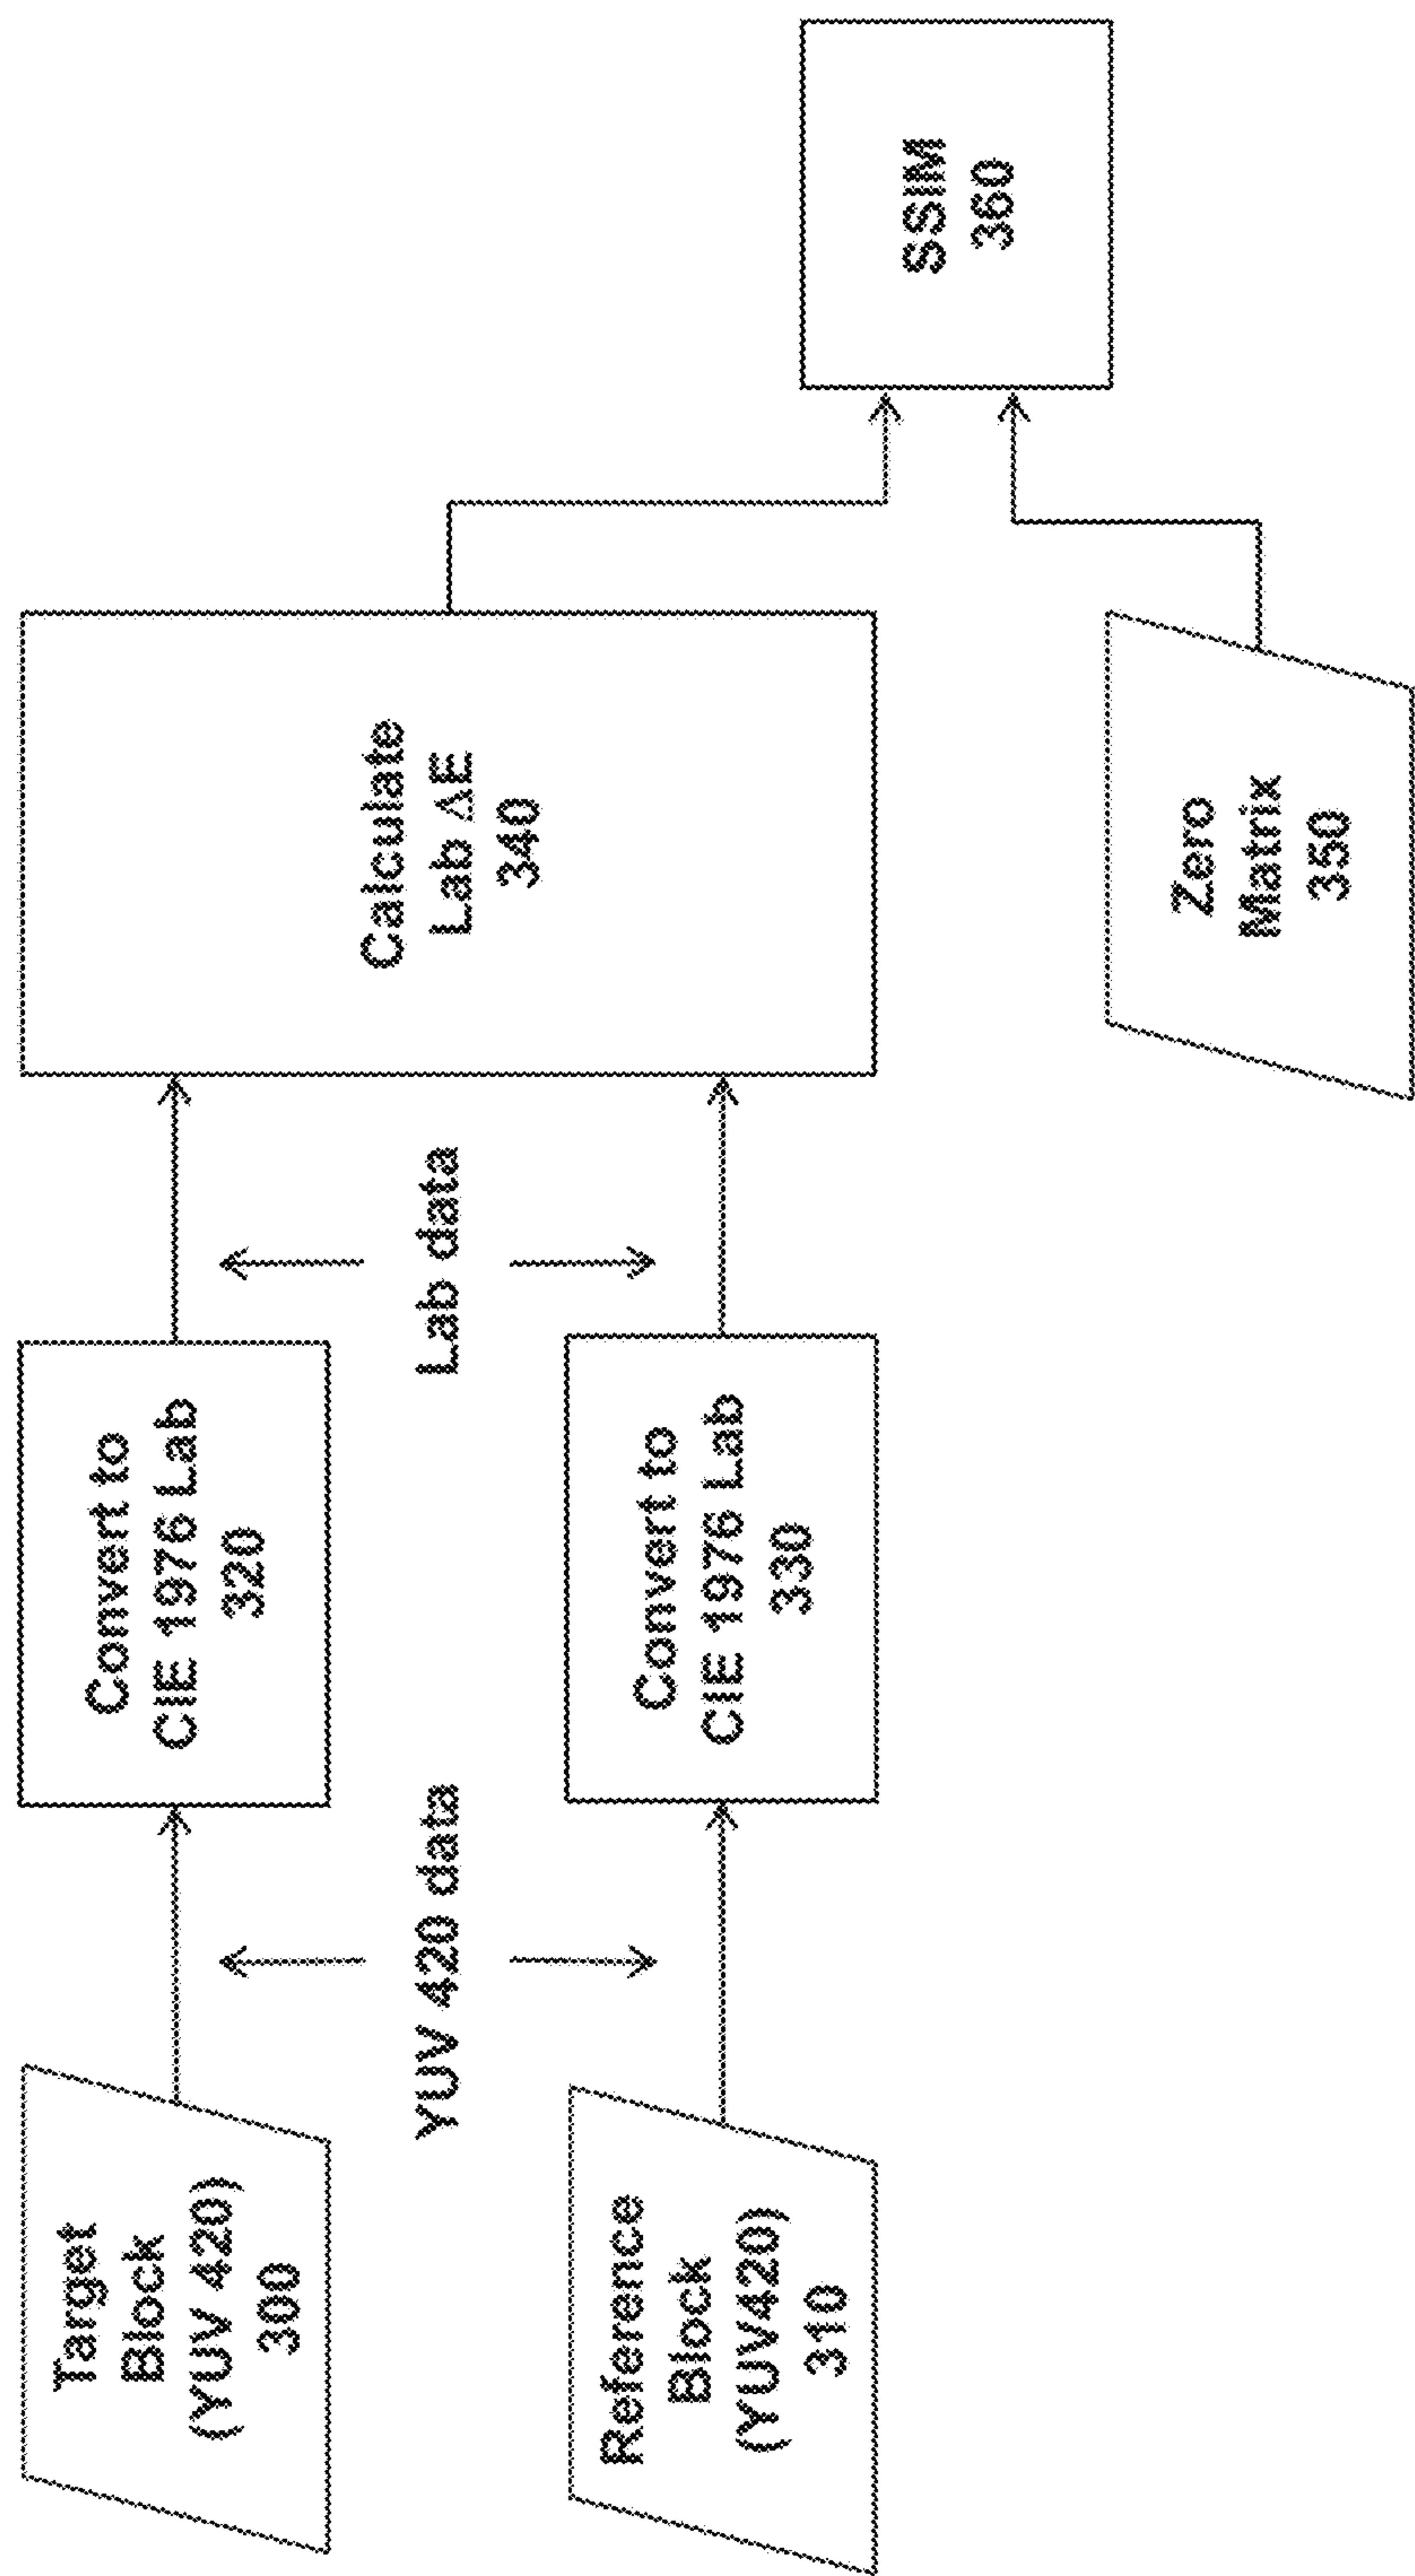 Target
Block
(YUV 420)
300
Reference
Block
(YUV420)
310
YUV 420 data
Convert to
CIE 1976 Lab
320
Convert to
CIE 1976 Lab
330
Lab data
Calculate
Lab ΔE
340
Zero
Matrix
350
SSIM
360